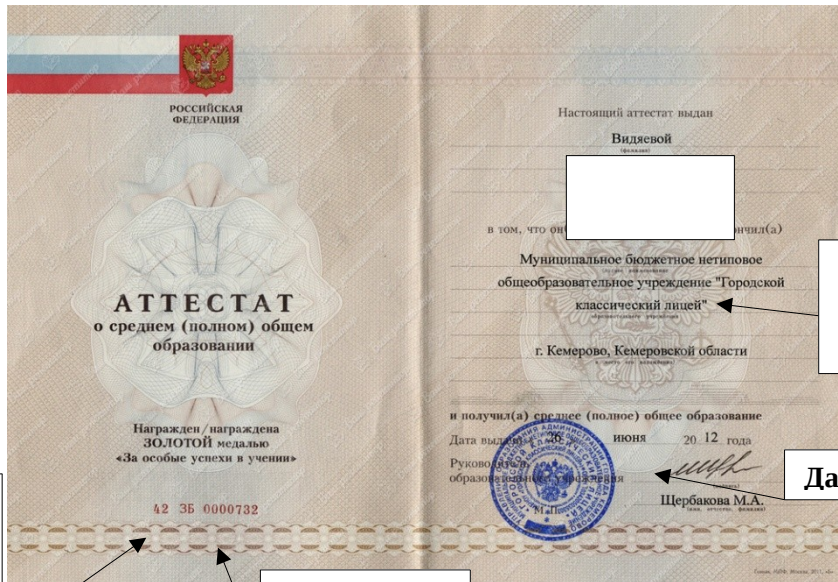 РОССИЙСКАЯ
ФЕДЕРАЦИЯ
АТТЕСТАТ
о среднем (полном) общем
образовании
Награжден/награждена
ЗОЛОТОЙ медалью
«За особые успехи в учении»
42 ЗБ 0000732
Настоящий аттестат выдан
Видяевой
(фамилия)
в том, что он
ончил(а)
Муниципальное бюджетное нетиповое
общеобразовательное учреждение "Городской
классический лицей"
г. Кемерово, Кемеровской области
и получил(а) среднее (полное) общее образование
Дата выдачи 26 июня 20 12 года
Руководитель
образовательного учреждения
М.П.
Щербакова М.А.
Да